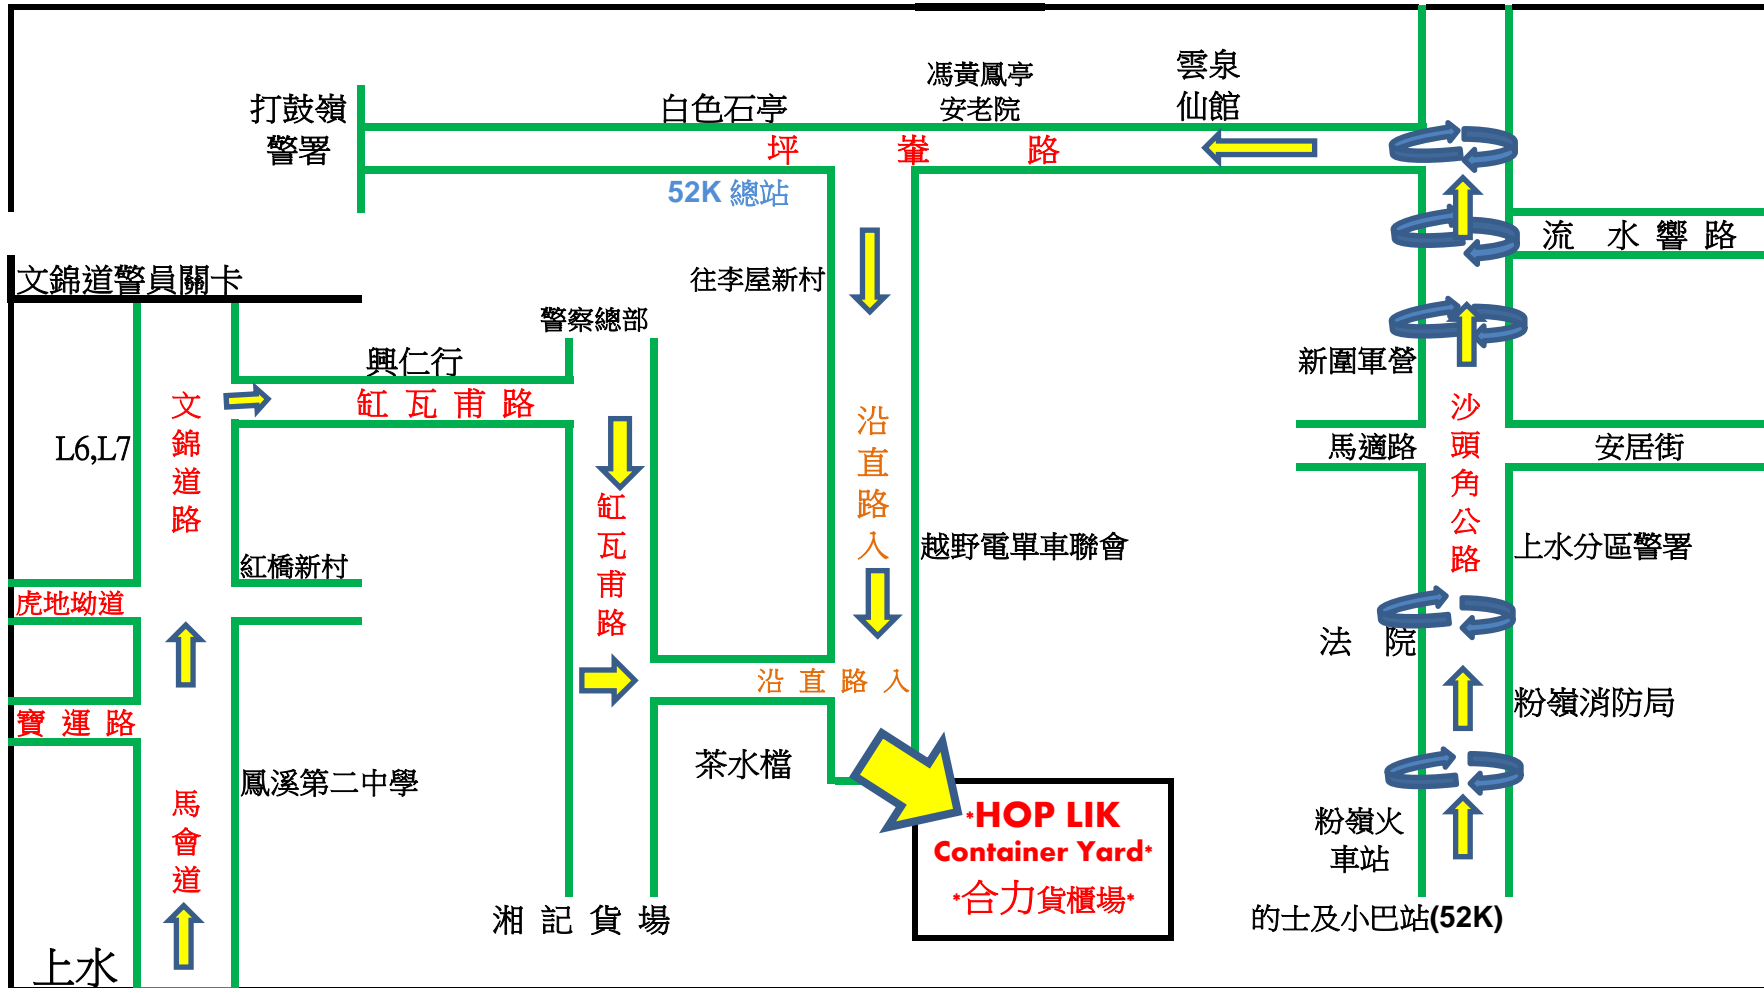 雲泉
仙館
馮黃鳳亭
安老院
白色石亭
打鼓嶺
警署
坪輋路
52K 總站
流水響路
往李屋新村
文錦道警員關卡
警察總部
新圍軍營
興仁行
缸瓦甫路
文錦道路
L6,L7
沿直路入
沙頭角公路
馬適路
安居街
缸瓦甫路
越野電單車聯會
上水分區警署
紅橋新村
虎地坳道
法院
沿直路入
粉嶺消防局
寶運路
茶水檔
鳳溪第二中學
馬會道
*HOP LIK
Container Yard*
*合力貨櫃場*
粉嶺火
車站
湘記貨場
的士及小巴站(52K)
上水